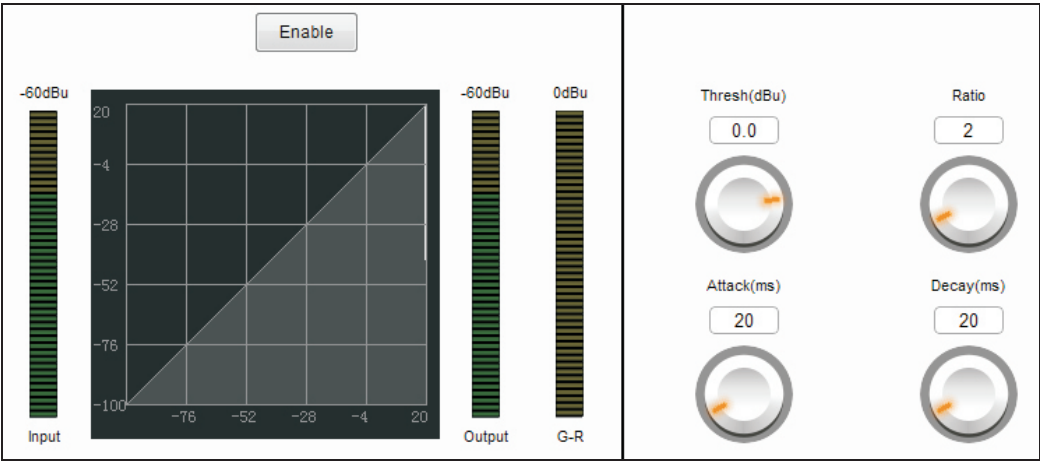 Enable
-60dBu
-60dBu 0dBu
20
-4
-28
-52
-76
-100
-76 -52 -28 -4 20
Input
Output
G-R
Thresh(dBu)
0.0
Ratio
2
Attack(ms)
20
Decay(ms)
20